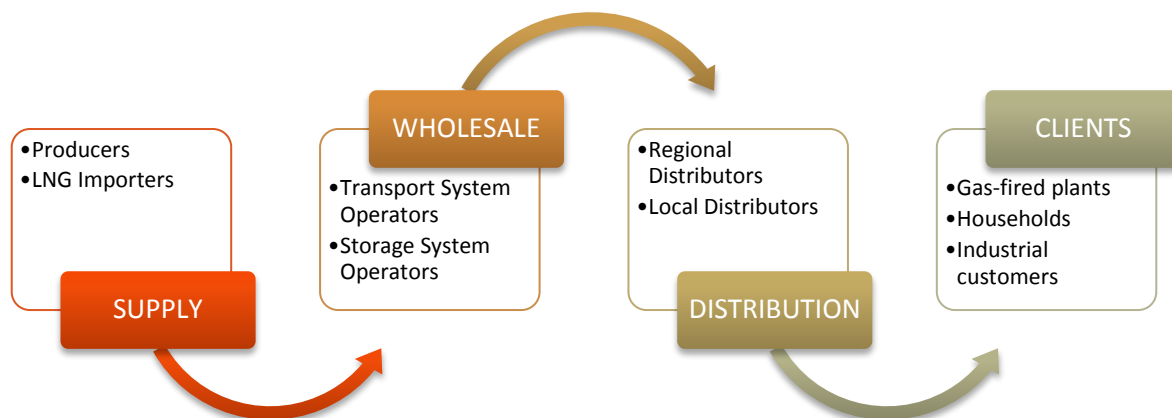 •Producers
•LNG Importers
SUPPLY
WHOLESALE
•Transport System
Operators
•Storage System
Operators
•Regional
Distributors
•Local Distributors
DISTRIBUTION
CLIENTS
•Gas-fired plants
•Households
•Industrial
customers